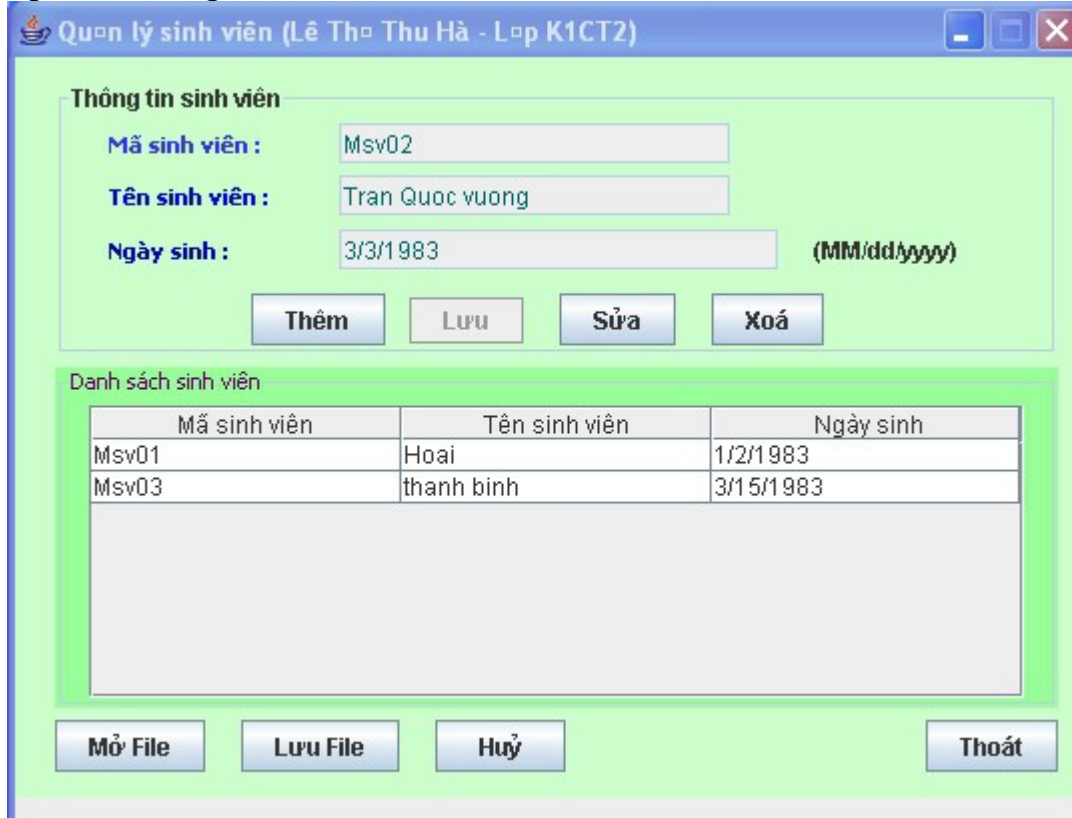 Qu¤n lý sinh viên (Lê Th¤ Thu Hà - L¤p K1CT2)
Thông tin sinh viên
Mã sinh viên : Msv02
Tên sinh viên : Tran Quoc vuong
Ngày sinh : 3/3/1983 (MM/dd/yyyy)
Thêm Lưu Sửa Xoá
Danh sách sinh viên
Mã sinh viên Tên sinh viên Ngày sinh
Msv01 Hoai 1/2/1983
Msv03 thanh binh 3/15/1983
Mở File Lưu File Huỷ Thoát